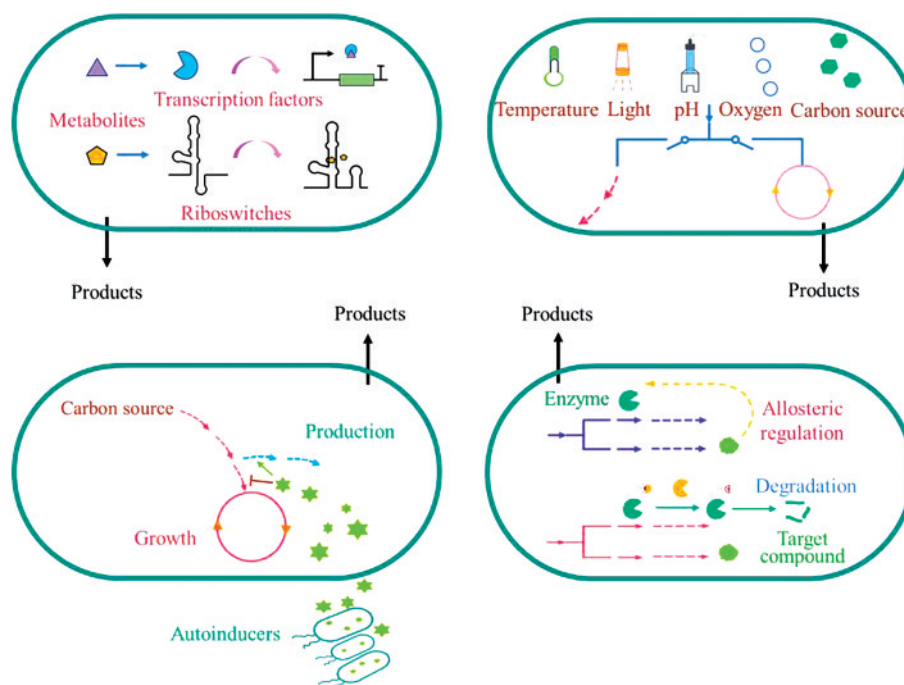 Transcription factors
Metabolites
Riboswitches
Products
Temperature Light pH Oxygen Carbon source
Products
Products
Carbon source
Production
Growth
Autoinducers
Products
Enzyme
Allosteric
regulation
Degradation
Target
compound